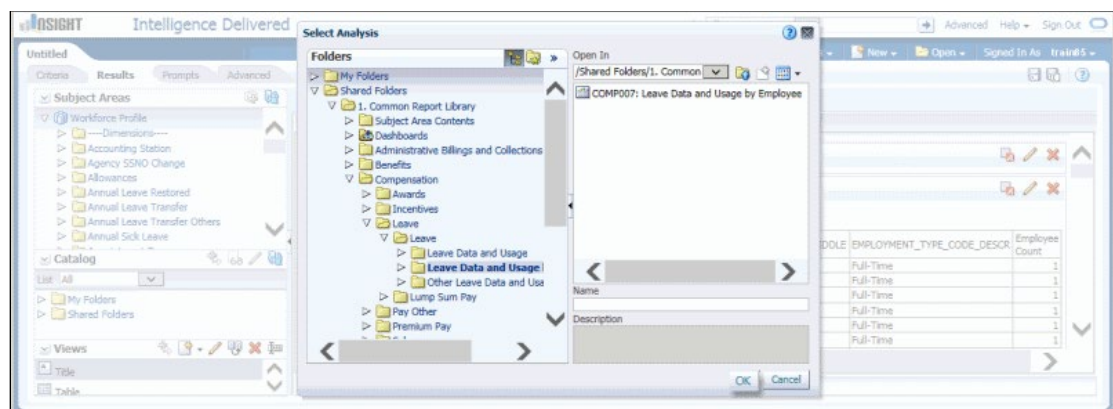 INSIGHT Intelligence Delivered
Advanced Help Sign Out
Untitled
New Open Signed In As train85
Criteria Results Prompts Advanced
Subject Areas
Workforce Profile
----Dimensions----
Accounting Station
Agency SSNO Change
Allowances
Annual Leave Restored
Annual Leave Transfer
Annual Leave Transfer Others
Annual Sick Leave
Catalog
List All
My Folders
Shared Folders
Views
Title
Table
Select Analysis
Folders
My Folders
Shared Folders
1. Common Report Library
Subject Area Contents
Dashboards
Administrative Billings and Collections
Benefits
Compensation
Awards
Incentives
Leave
Leave
Leave Data and Usage
Leave Data and Usage
Other Leave Data and Usa
Lump Sum Pay
Pay Other
Premium Pay
Open In
/Shared Folders/1. Common
COMP007: Leave Data and Usage by Employee
Name
Description
OK Cancel
DDLE EMPLOYMENT_TYPE_CODE_DESCR Employee Count
Full-Time 1
Full-Time 1
Full-Time 1
Full-Time 1
Full-Time 1
Full-Time 1